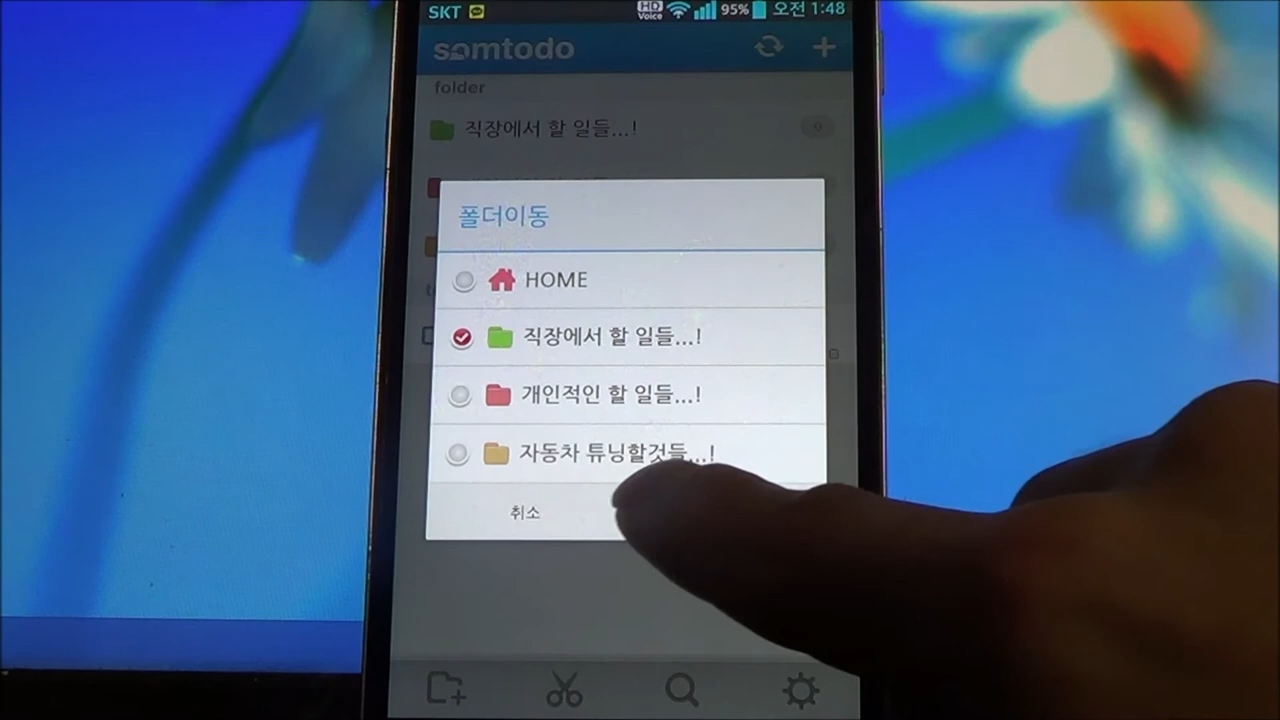 SKT HD Voice 95% 오전 1:48
somtodo
folder
직장에서 할 일들...! 9
폴더이동
HOME
직장에서 할 일들...!
개인적인 할 일들...!
자동차 튜닝할것들...!
취소